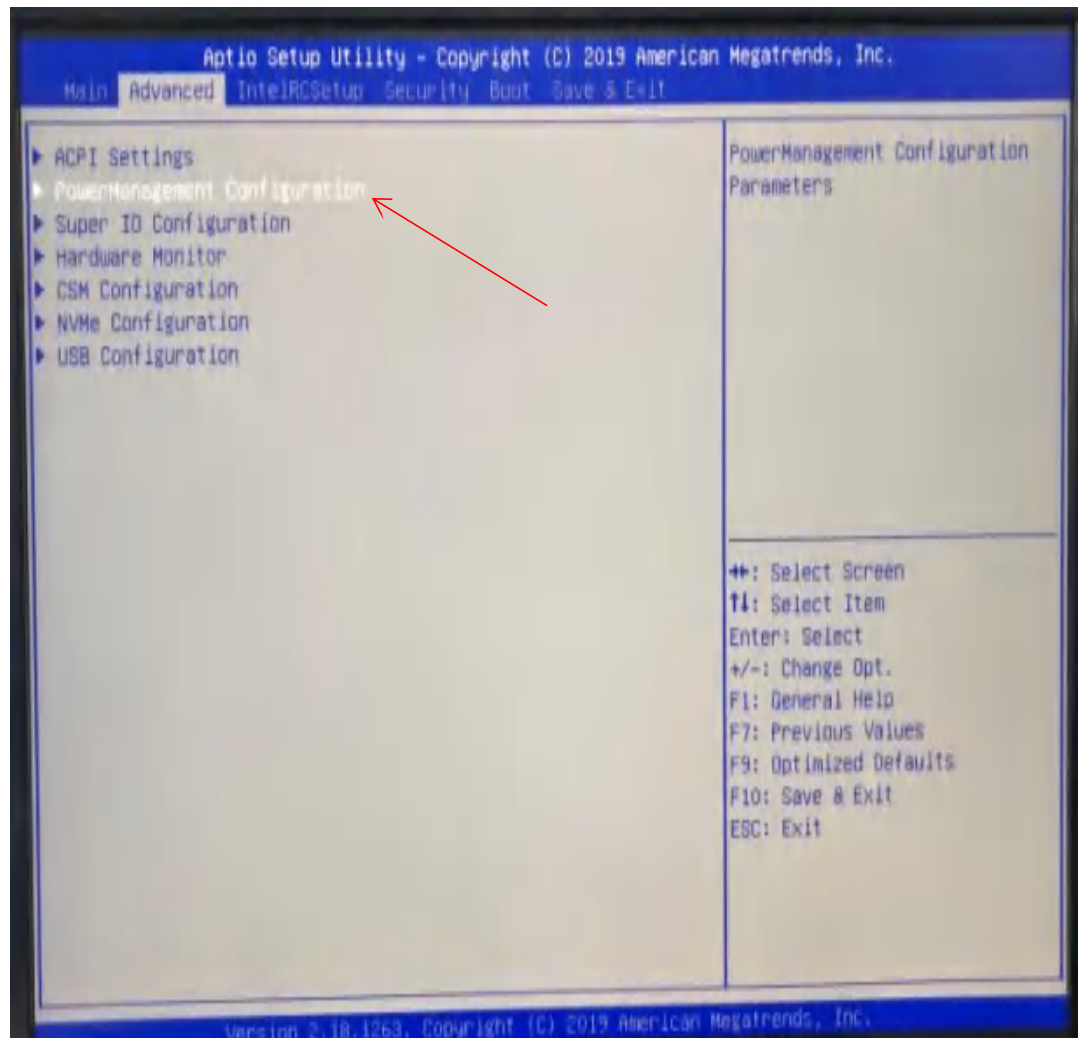 Aptio Setup Utility - Copyright (C) 2019 American Megatrends, Inc.
Main Advanced IntelRCSetup Security Boot Save & Exit
ACPI Settings
PowerManagement Configuration
Super IO Configuration
Hardware Monitor
CSM Configuration
NVMe Configuration
USB Configuration
PowerManagement Configuration
Parameters
→←: Select Screen
↑↓: Select Item
Enter: Select
+/-: Change Opt.
F1: General Help
F7: Previous Values
F9: Optimized Defaults
F10: Save & Exit
ESC: Exit
Version 2.18.1263. Copyright (C) 2019 American Megatrends, Inc.